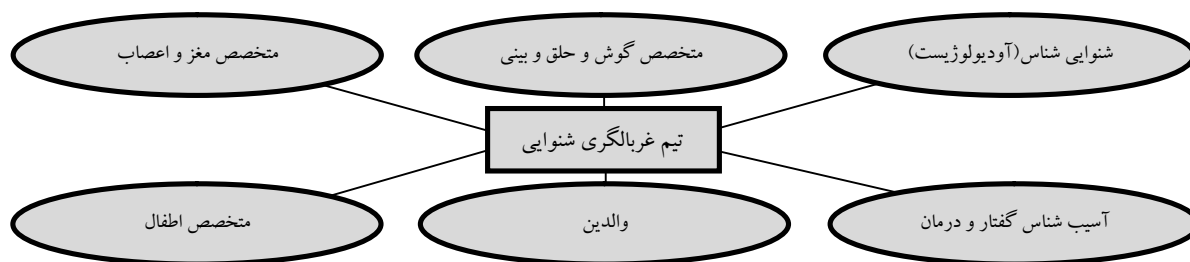 شنوایی شناس(آودیولوژیست)
متخصص گوش و حلق و بینی
متخصص مغز و اعصاب
تیم غربالگری شنوایی
آسیب شناس گفتار و درمان
والدین
متخصص اطفال